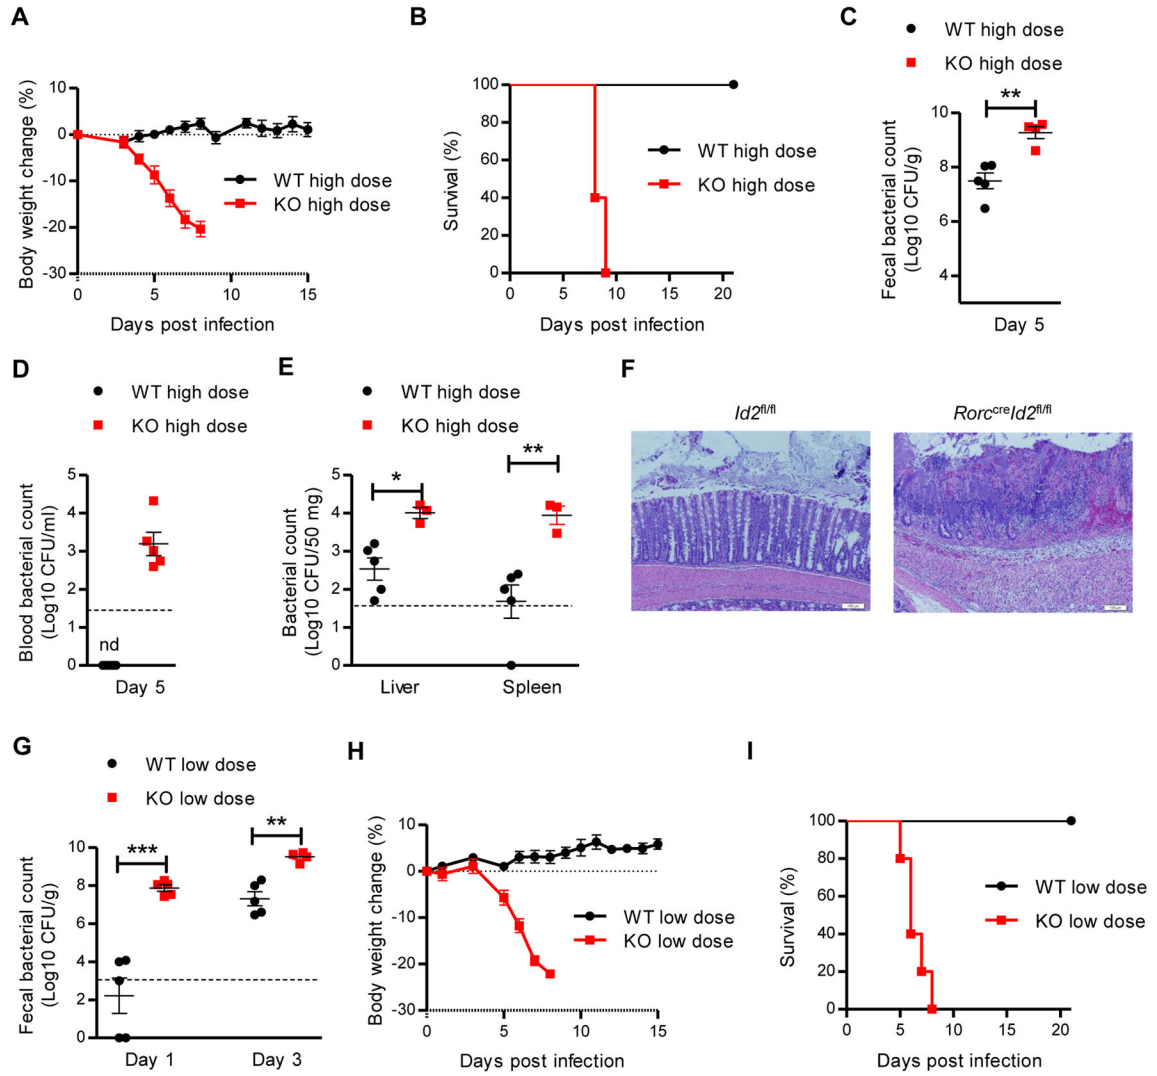 A
Body weight change (%)
10
0
-10
-20
-30
0
5
10
15
Days post infection
WT high dose
KO high dose
B
Survival (%)
100
80
60
40
20
0
0
5
10
15
20
Days post infection
WT high dose
KO high dose
C
WT high dose
KO high dose
Fecal bacterial count
(Log10 CFU/g)
10
8
6
4
**
Day 5
D
WT high dose
KO high dose
Blood bacterial count
(Log10 CFU/ml)
5
4
3
2
1
0
nd
Day 5
E
WT high dose
KO high dose
Bacterial count
(Log10 CFU/50 mg)
5
4
3
2
1
0
*
**
Liver
Spleen
F
Id2fl/fl
RorccreId2fl/fl
G
WT low dose
KO low dose
Fecal bacterial count
(Log10 CFU/g)
10
8
6
4
2
0
***
**
Day 1
Day 3
H
Body weight change (%)
10
0
-10
-20
-30
0
5
10
15
Days post infection
WT low dose
KO low dose
I
Survival (%)
100
80
60
40
20
0
0
5
10
15
20
Days post infection
WT low dose
KO low dose